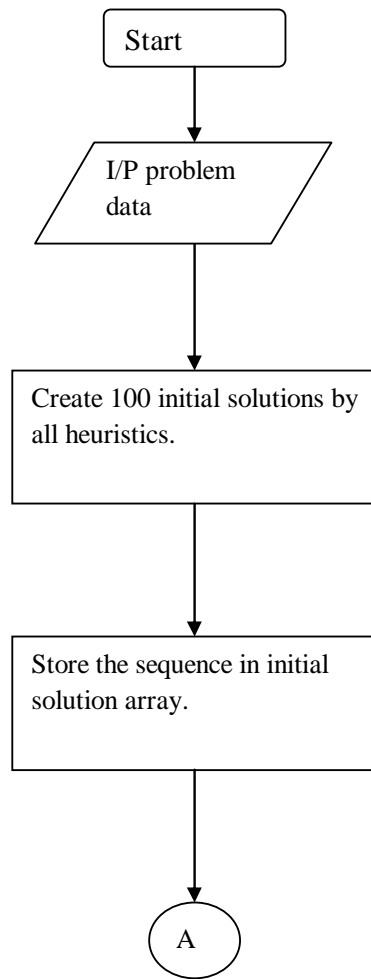 Start
I/P problem
data
Create 100 initial solutions by
all heuristics.
Store the sequence in initial
solution array.
A